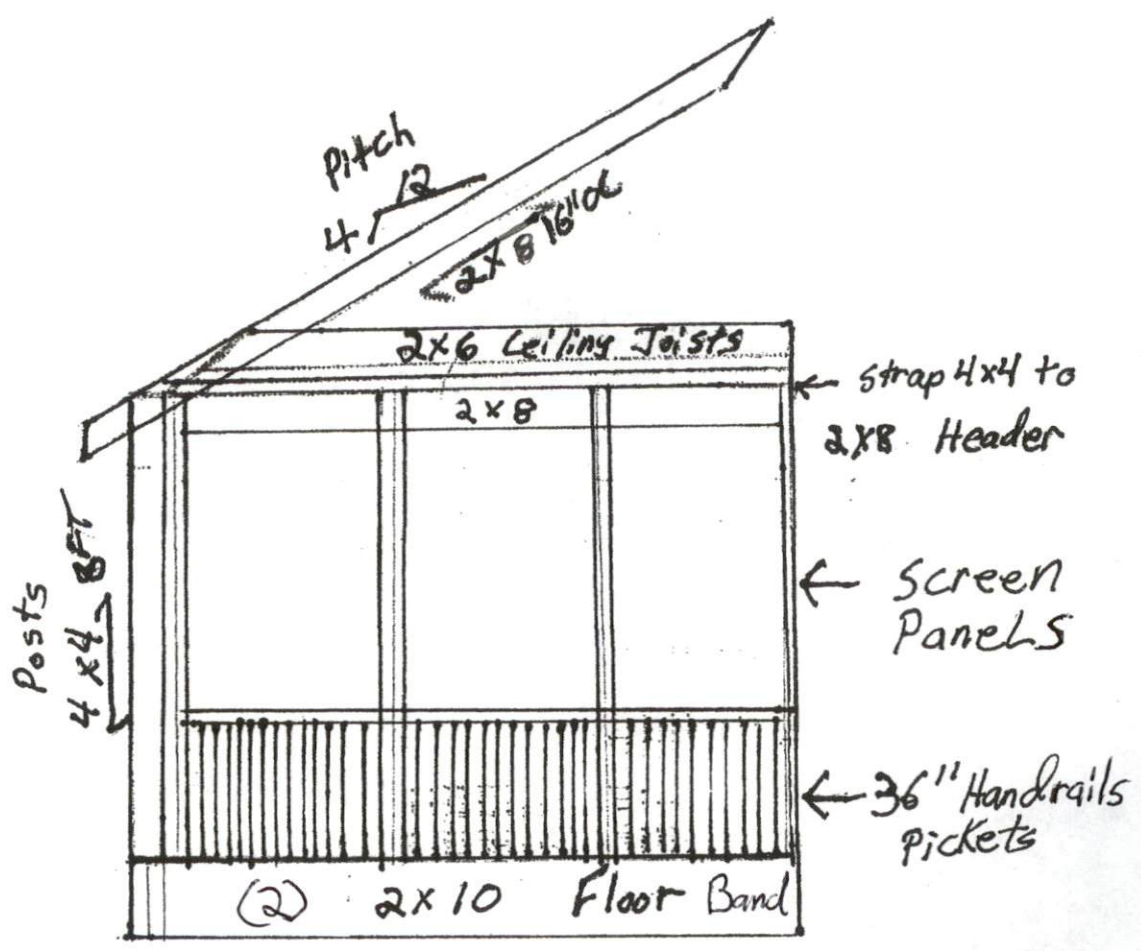 Pitch
12
4
2x8 16"oc
2x6 Ceiling Joists
strap 4x4 to
2x8 Header
2x8
Posts
4x4 8FT
Screen
PaneLs
36" Handrails
Pickets
(2) 2x10 Floor Band